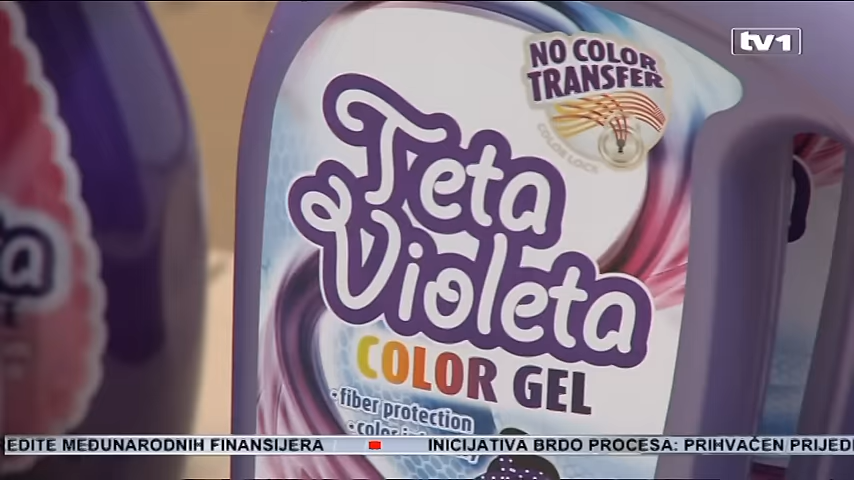 tv1
NO COLOR
TRANSFER
COLOR LOCK
Teta
Violeta
COLOR GEL
- fiber protection
EDITE MEĐUNARODNIH FINANSIJERA INICIJATIVA BRDO PROCESA: PRIHVAĆEN PRIJED